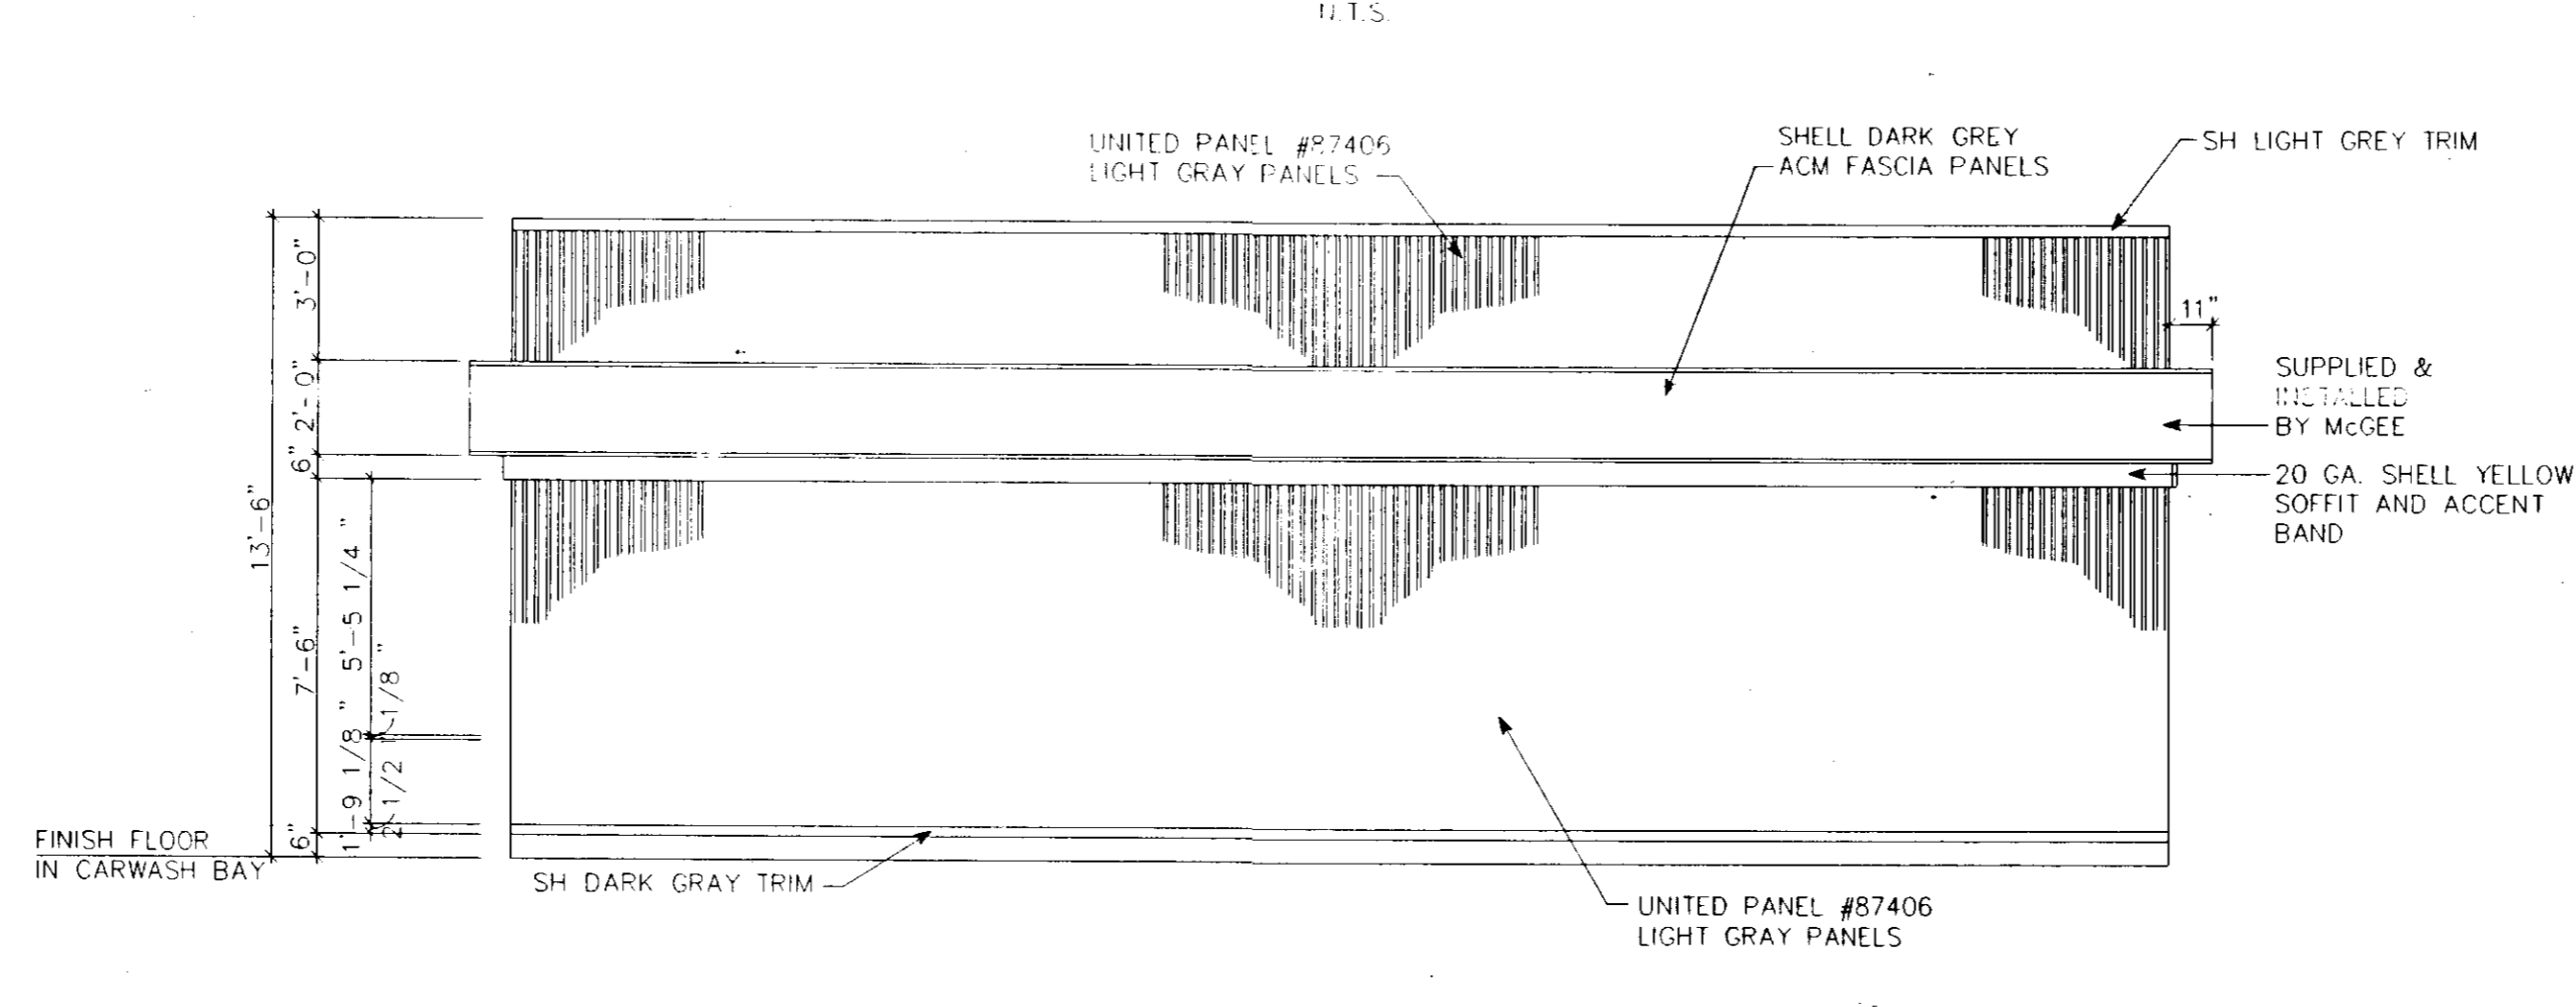 N.T.S.
UNITED PANEL #87406
LIGHT GRAY PANELS
SHELL DARK GREY
ACM FASCIA PANELS
SH LIGHT GREY TRIM
11"
SUPPLIED &
INSTALLED
BY McGEE
20 GA. SHELL YELLOW
SOFFIT AND ACCENT
BAND
3'-0"
2'-0"
6"
13'-6"
7'-6"
5'-5 1/4 "
1/8 "
1'-9 1/8 "
2 1/2 "
6"
FINISH FLOOR
IN CARWASH BAY
SH DARK GRAY TRIM
UNITED PANEL #87406
LIGHT GRAY PANELS